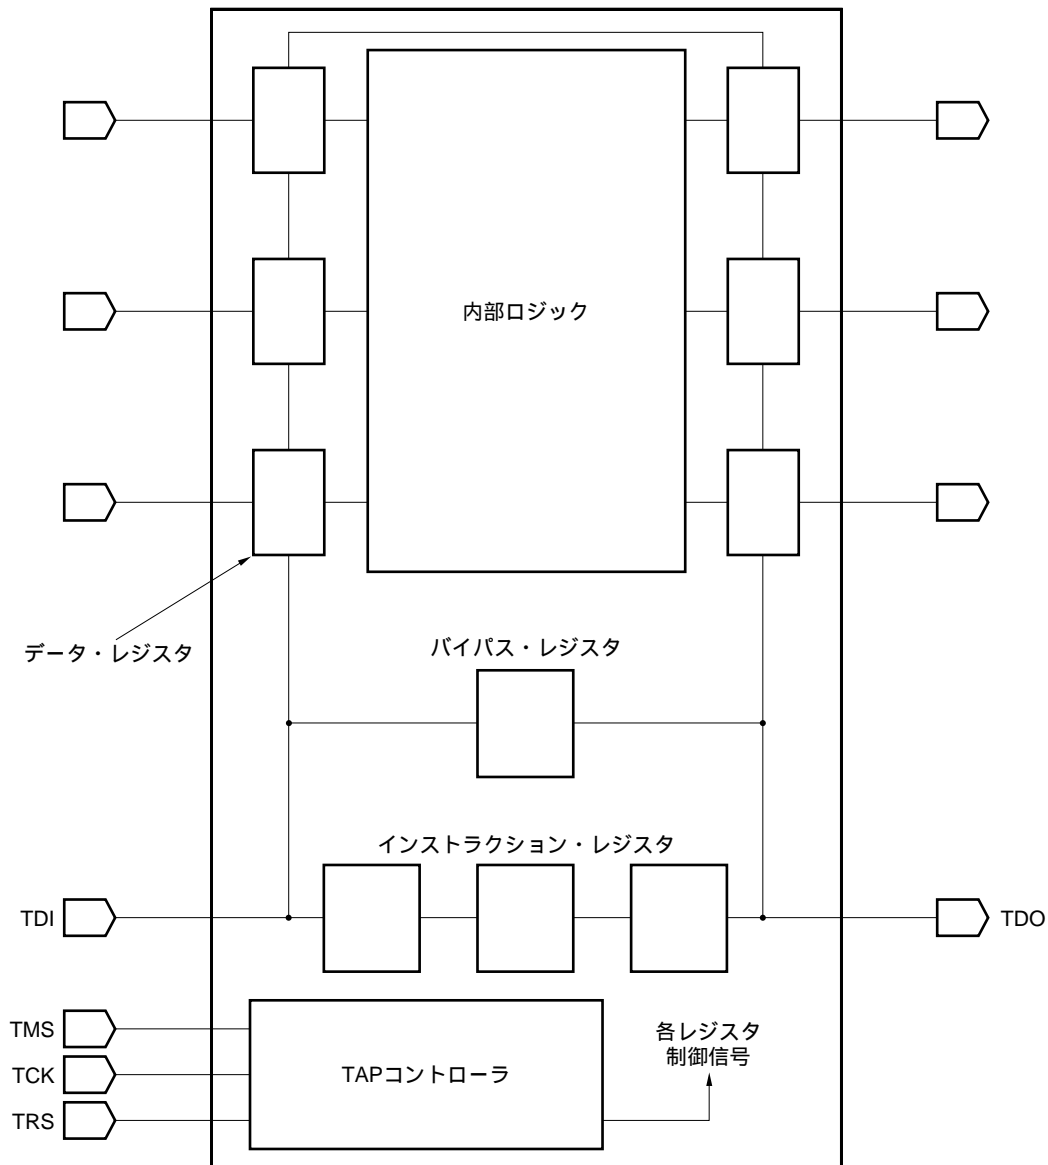 内部ロジック
データ・レジスタ
バイパス・レジスタ
インストラクション・レジスタ
TDI
TDO
TMS
TCK
TRS
TAPコントローラ
各レジスタ
制御信号